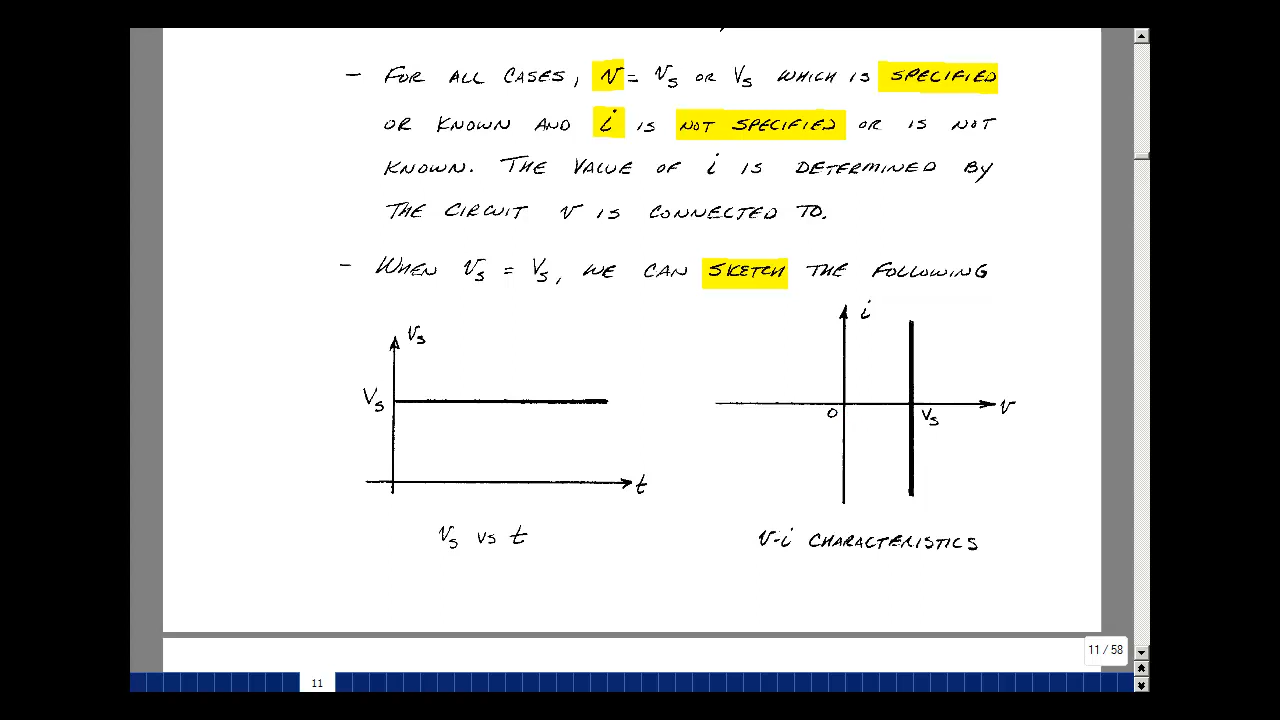 - FOR ALL CASES, v = vs OR Vs WHICH IS SPECIFIED
OR KNOWN AND i IS NOT SPECIFIED OR IS NOT
KNOWN. THE VALUE OF i IS DETERMINED BY
THE CIRCUIT v IS CONNECTED TO.
- WHEN vs = Vs, WE CAN SKETCH THE FOLLOWING
vs
Vs
t
vs vs t
i
0
Vs
v
v-i CHARACTERISTICS
11 / 58
11